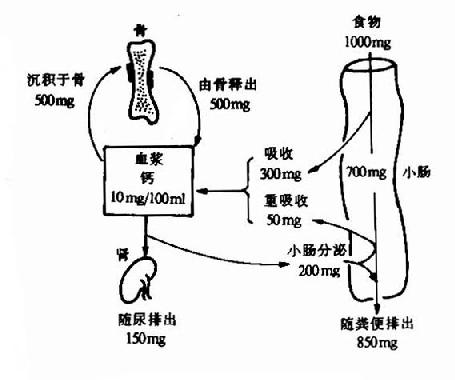 骨
食物
1000mg
沉积于骨
500mg
由骨释出
500mg
血浆
钙
10mg/100ml
吸收
300mg
700mg
小肠
重吸收
50mg
小肠分泌
200mg
肾
随尿排出
150mg
随粪便排出
850mg